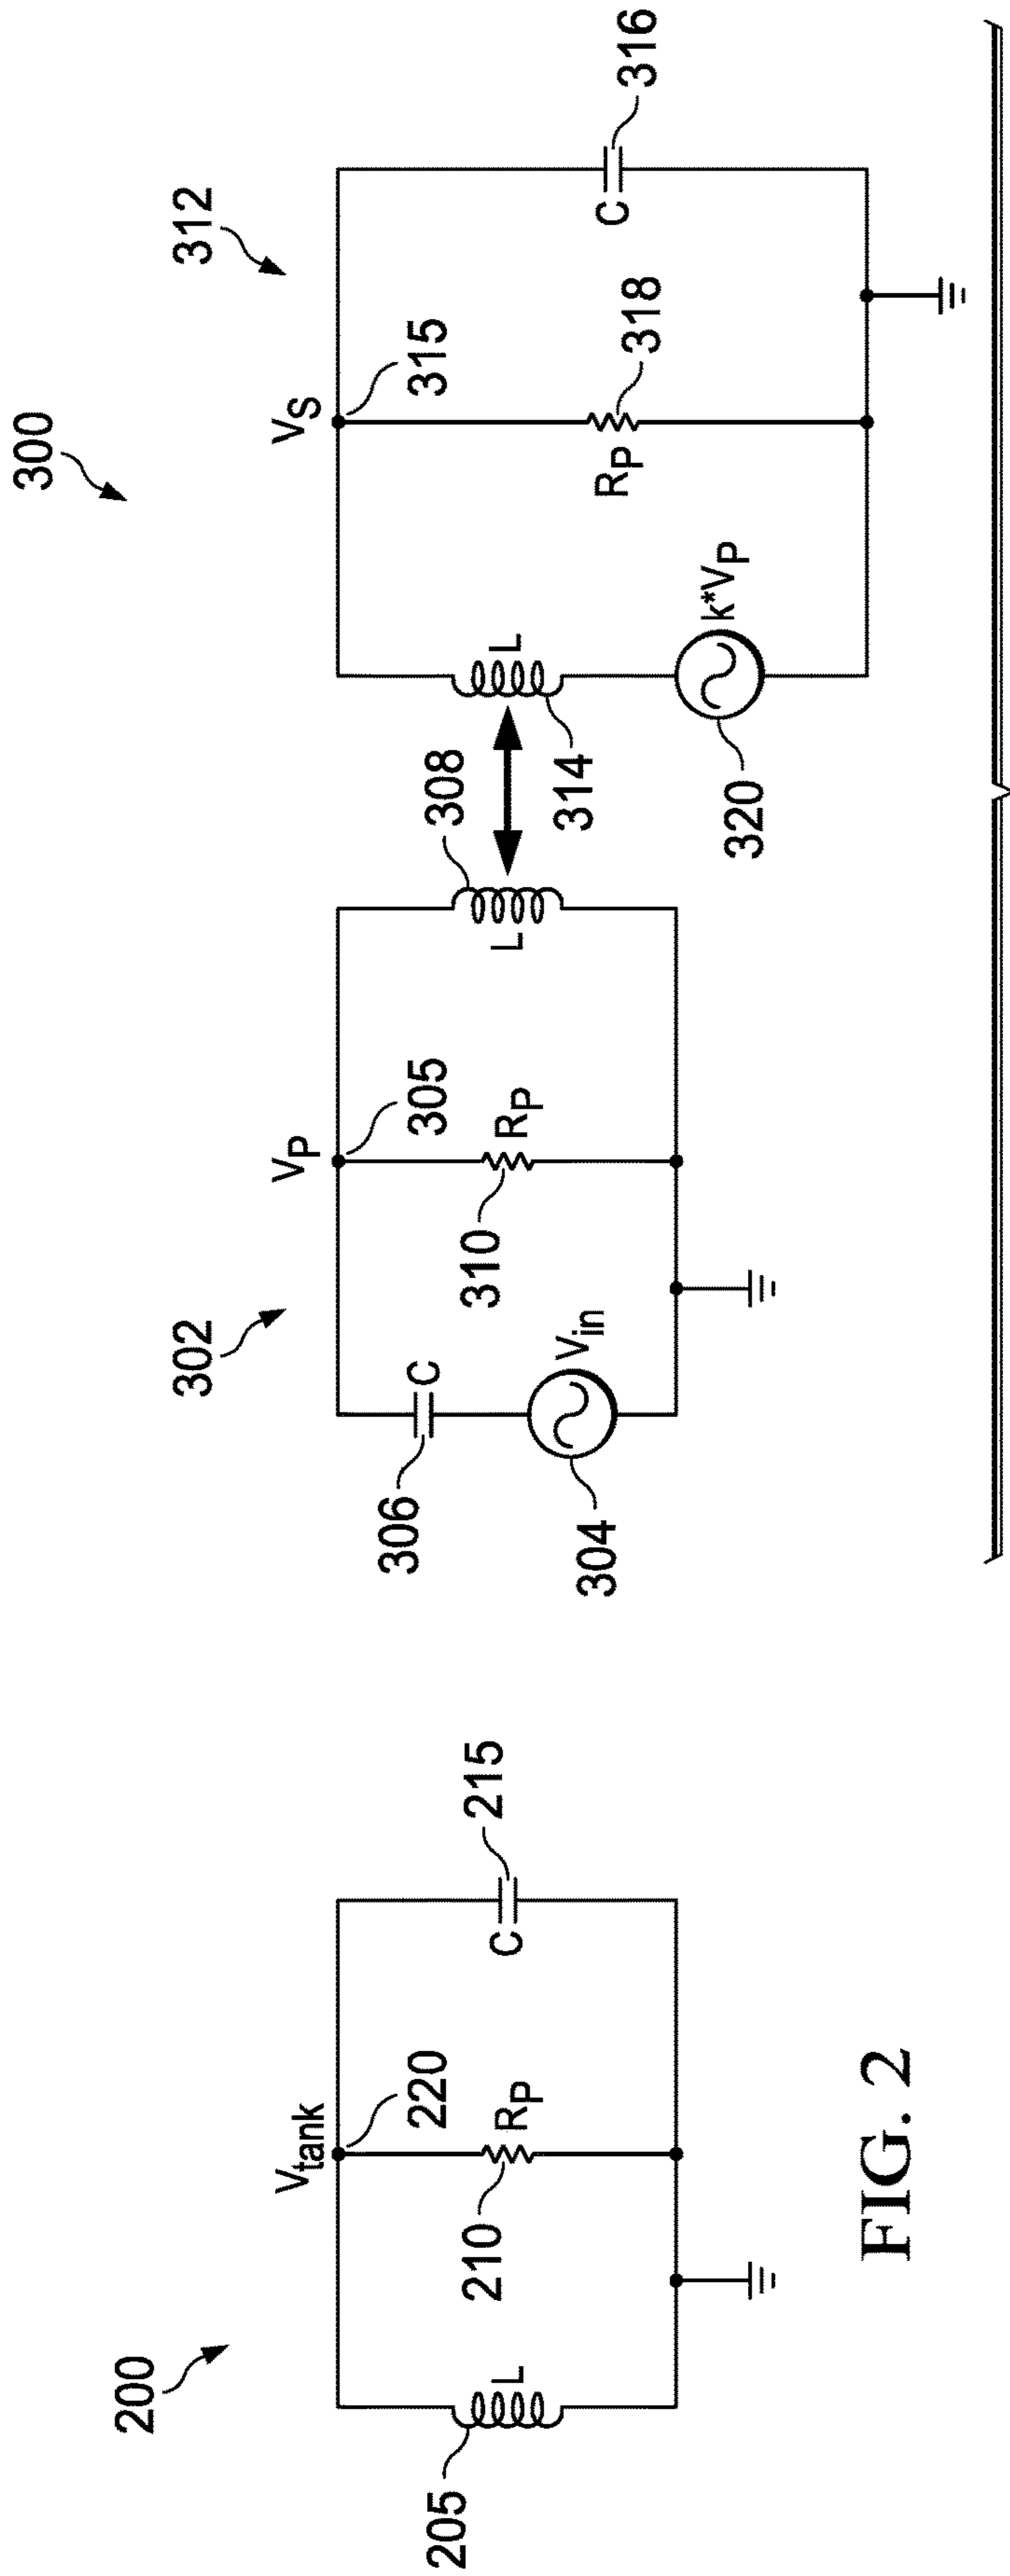 200
V_tank
220
205
L
210
R_P
C
215
FIG. 2
300
302
V_P
305
306
C
304
V_in
310
R_P
L
308
312
V_S
315
L
314
320
k*V_P
R_P
318
C
316